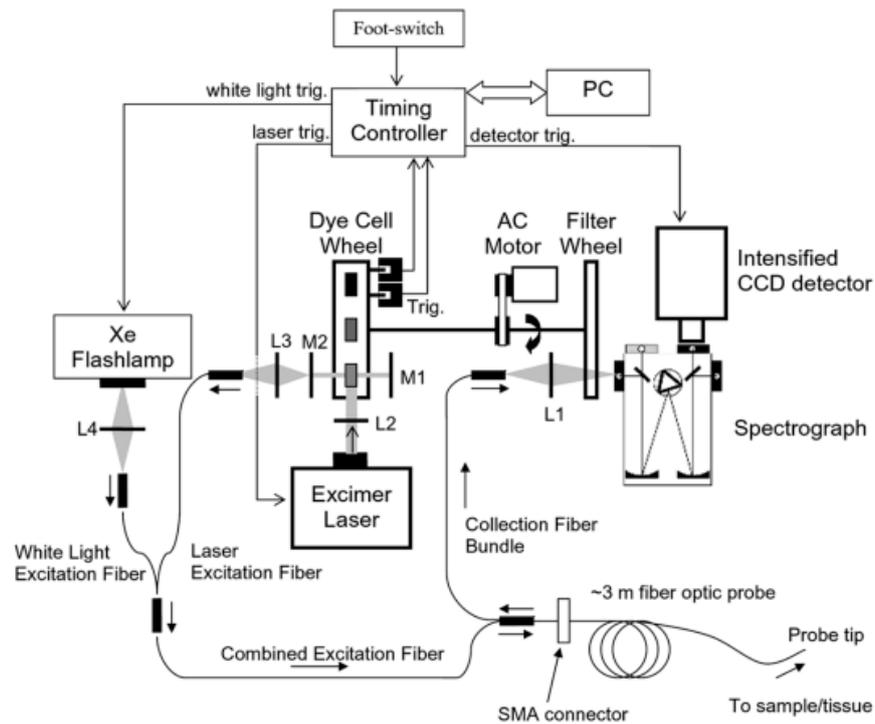 Foot-switch
white light trig.
Timing
Controller
PC
laser trig.
detector trig.
Dye Cell
Wheel
AC
Motor
Filter
Wheel
Intensified
CCD detector
Trig.
Xe
Flashlamp
L3
M2
M1
L1
L4
L2
Spectrograph
Excimer
Laser
Collection Fiber
Bundle
White Light
Excitation Fiber
Laser
Excitation Fiber
~3 m fiber optic probe
Combined Excitation Fiber
Probe tip
SMA connector
To sample/tissue